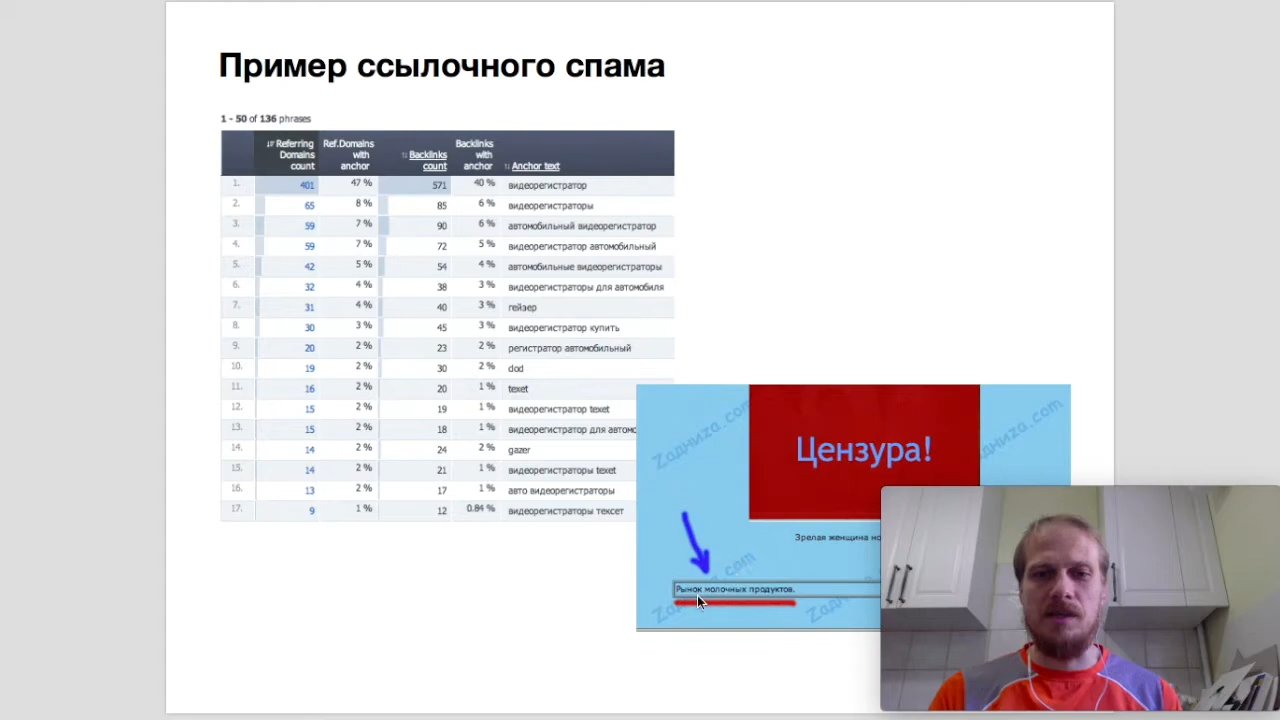 Пример ссылочного спама
1 - 50 of 136 phrases
Referring Domains count Ref.Domains with anchor Backlinks count Backlinks with anchor Anchor text
1. 401 47 % 571 40 % видеорегистратор
2. 65 8 % 85 6 % видеорегистраторы
3. 59 7 % 90 6 % автомобильный видеорегистратор
4. 59 7 % 72 5 % видеорегистратор автомобильный
5. 42 5 % 54 4 % автомобильные видеорегистраторы
6. 32 4 % 38 3 % видеорегистраторы для автомобиля
7. 31 4 % 40 3 % гейзер
8. 30 3 % 45 3 % видеорегистратор купить
9. 20 2 % 23 2 % регистратор автомобильный
10. 19 2 % 30 2 % dod
11. 16 2 % 20 1 % texet
12. 15 2 % 19 1 % видеорегистратор texet
13. 15 2 % 18 1 % видеорегистратор для автомо
14. 14 2 % 24 2 % gazer
15. 14 2 % 21 1 % видеорегистраторы texet
16. 13 2 % 17 1 % авто видеорегистраторы
17. 9 1 % 12 0.84 % видеорегистраторы тексет
Цензура!
Зрелая женщина
Рынок молочных продуктов.